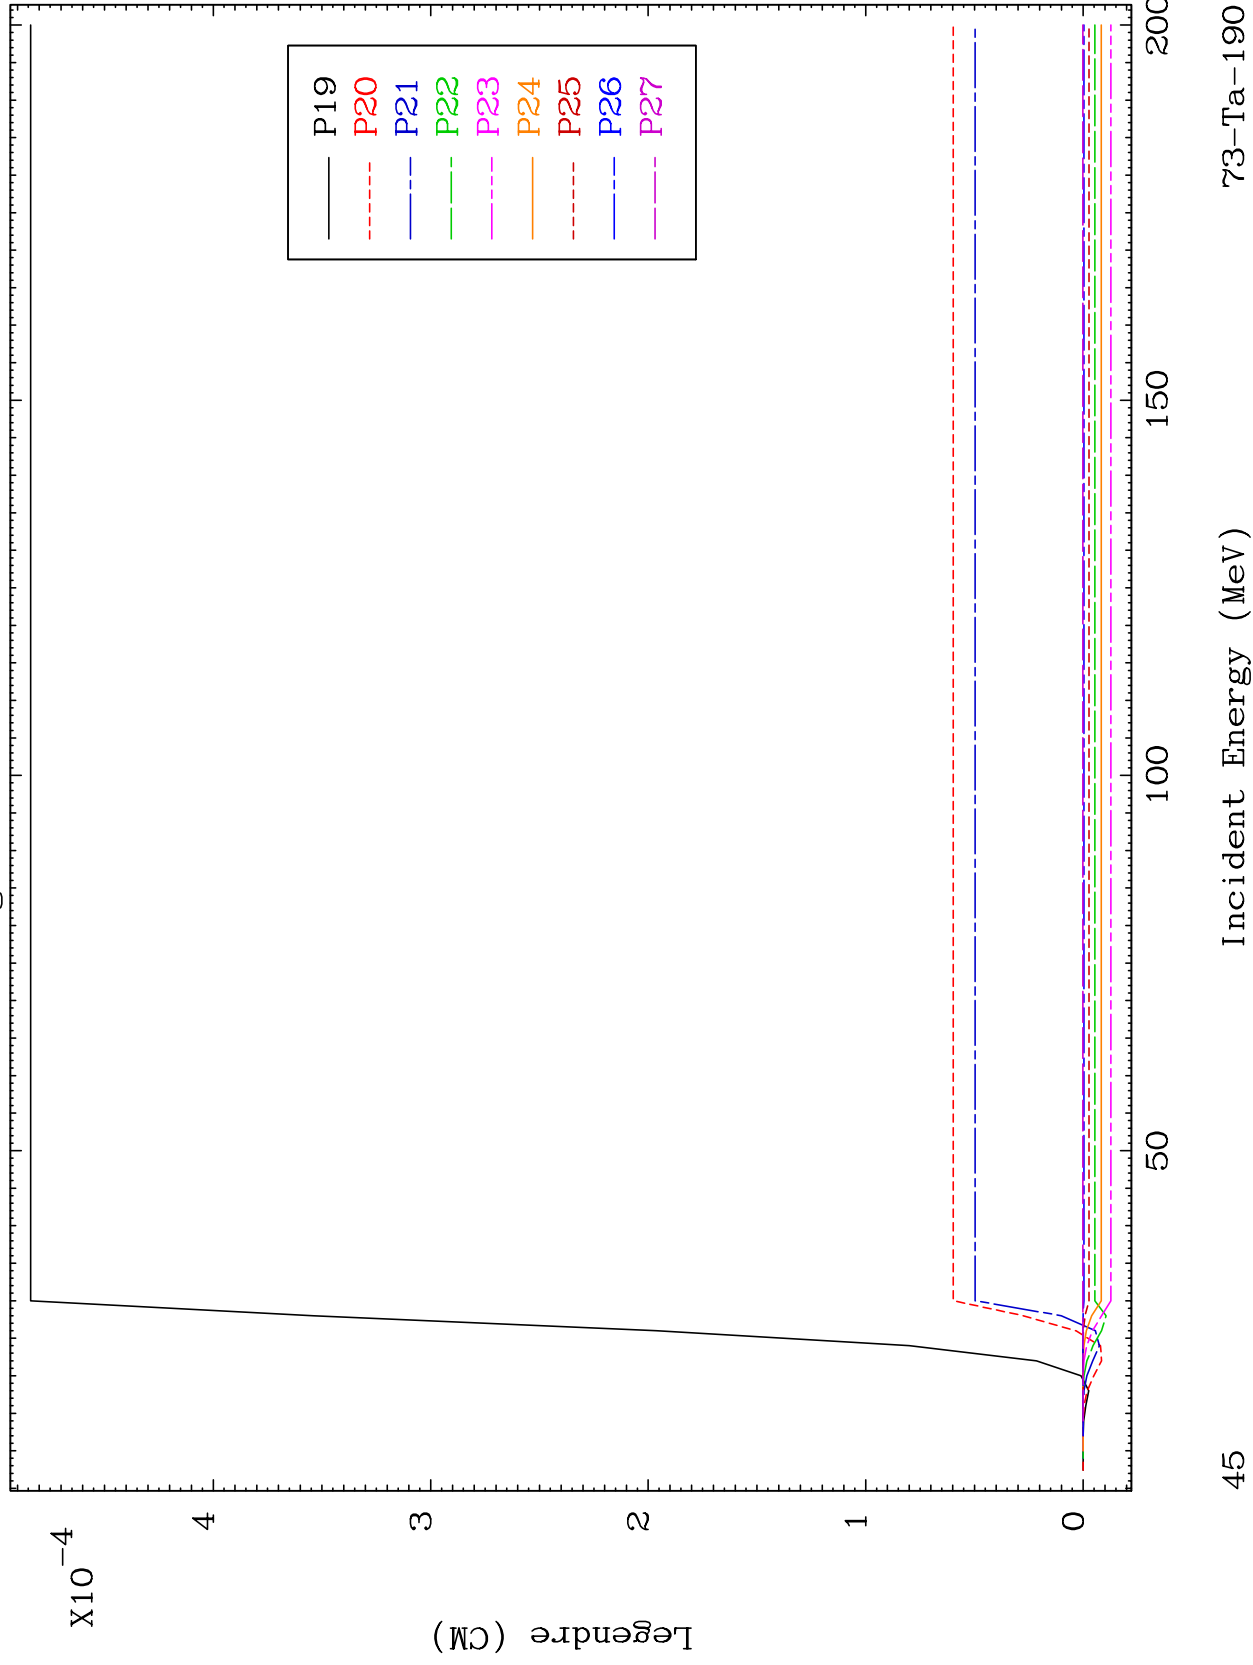 X10-4
4
3
2
1
0
Legendre (CM)
P19
P20
P21
P22
P23
P24
P25
P26
P27
50
100
150
200
Incident Energy (MeV)
45
73-Ta-190